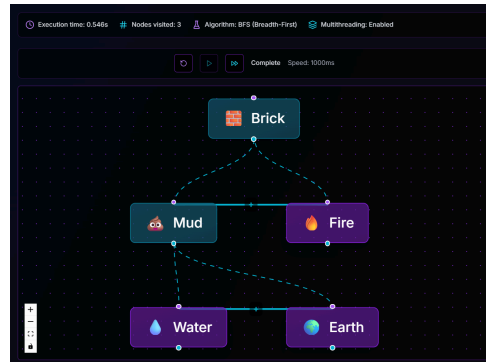 Execution time: 0.546s # Nodes visited: 3 Algorithm: BFS (Breadth-First) Multithreading: Enabled
Complete Speed: 1000ms
Brick
Mud Fire
Water Earth